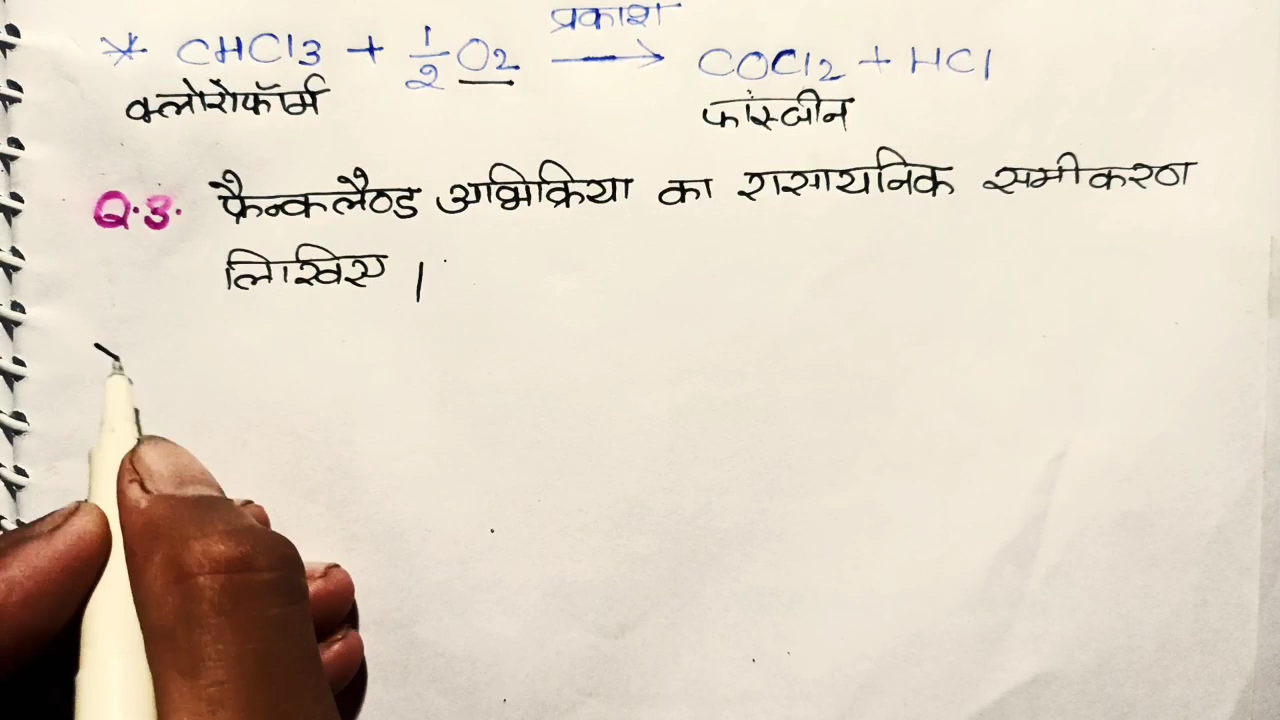 प्रकाश
* CHCl3 + 1/2 O2 ⟶ COCl2 + HCl
क्लोरोफॉर्म फॉस्जीन
Q.3. फ्रैन्कलैण्ड अभिक्रिया का रासायनिक समीकरण
लिखिए ।